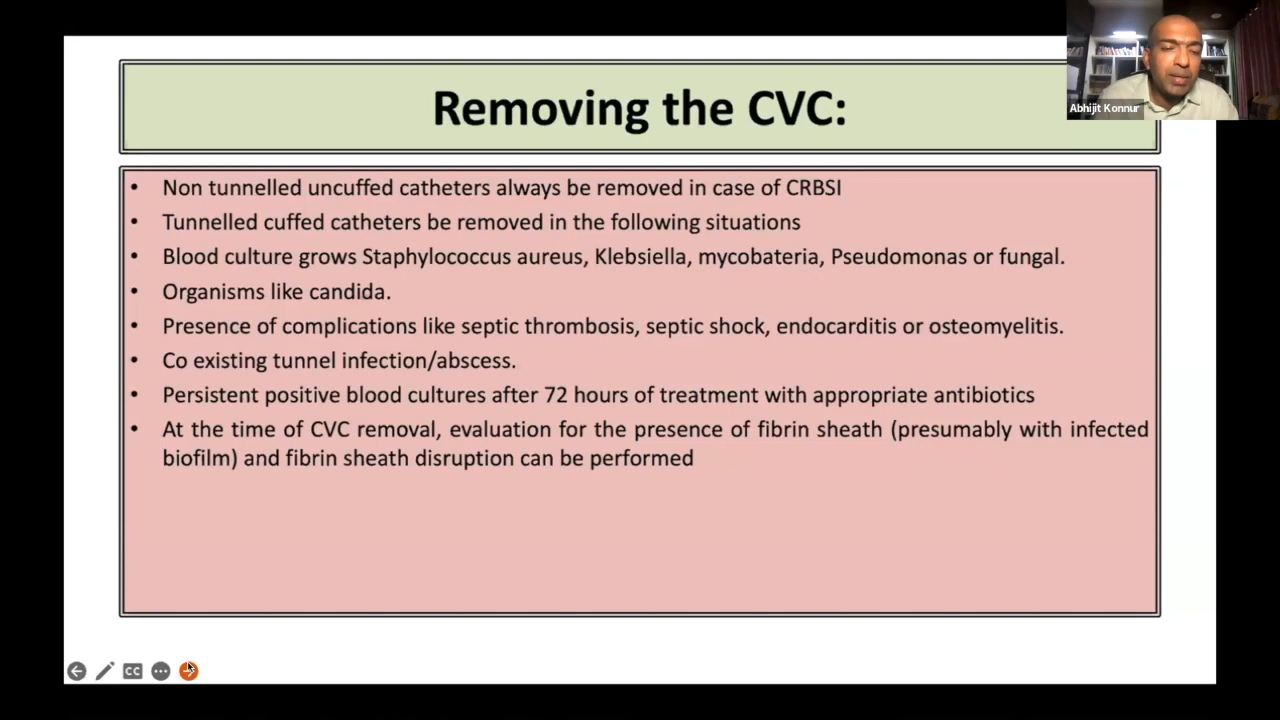 Removing the CVC:
Abhijit Konnur
• Non tunnelled uncuffed catheters always be removed in case of CRBSI
• Tunnelled cuffed catheters be removed in the following situations
• Blood culture grows Staphylococcus aureus, Klebsiella, mycobateria, Pseudomonas or fungal.
• Organisms like candida.
• Presence of complications like septic thrombosis, septic shock, endocarditis or osteomyelitis.
• Co existing tunnel infection/abscess.
• Persistent positive blood cultures after 72 hours of treatment with appropriate antibiotics
• At the time of CVC removal, evaluation for the presence of fibrin sheath (presumably with infected
biofilm) and fibrin sheath disruption can be performed
CC